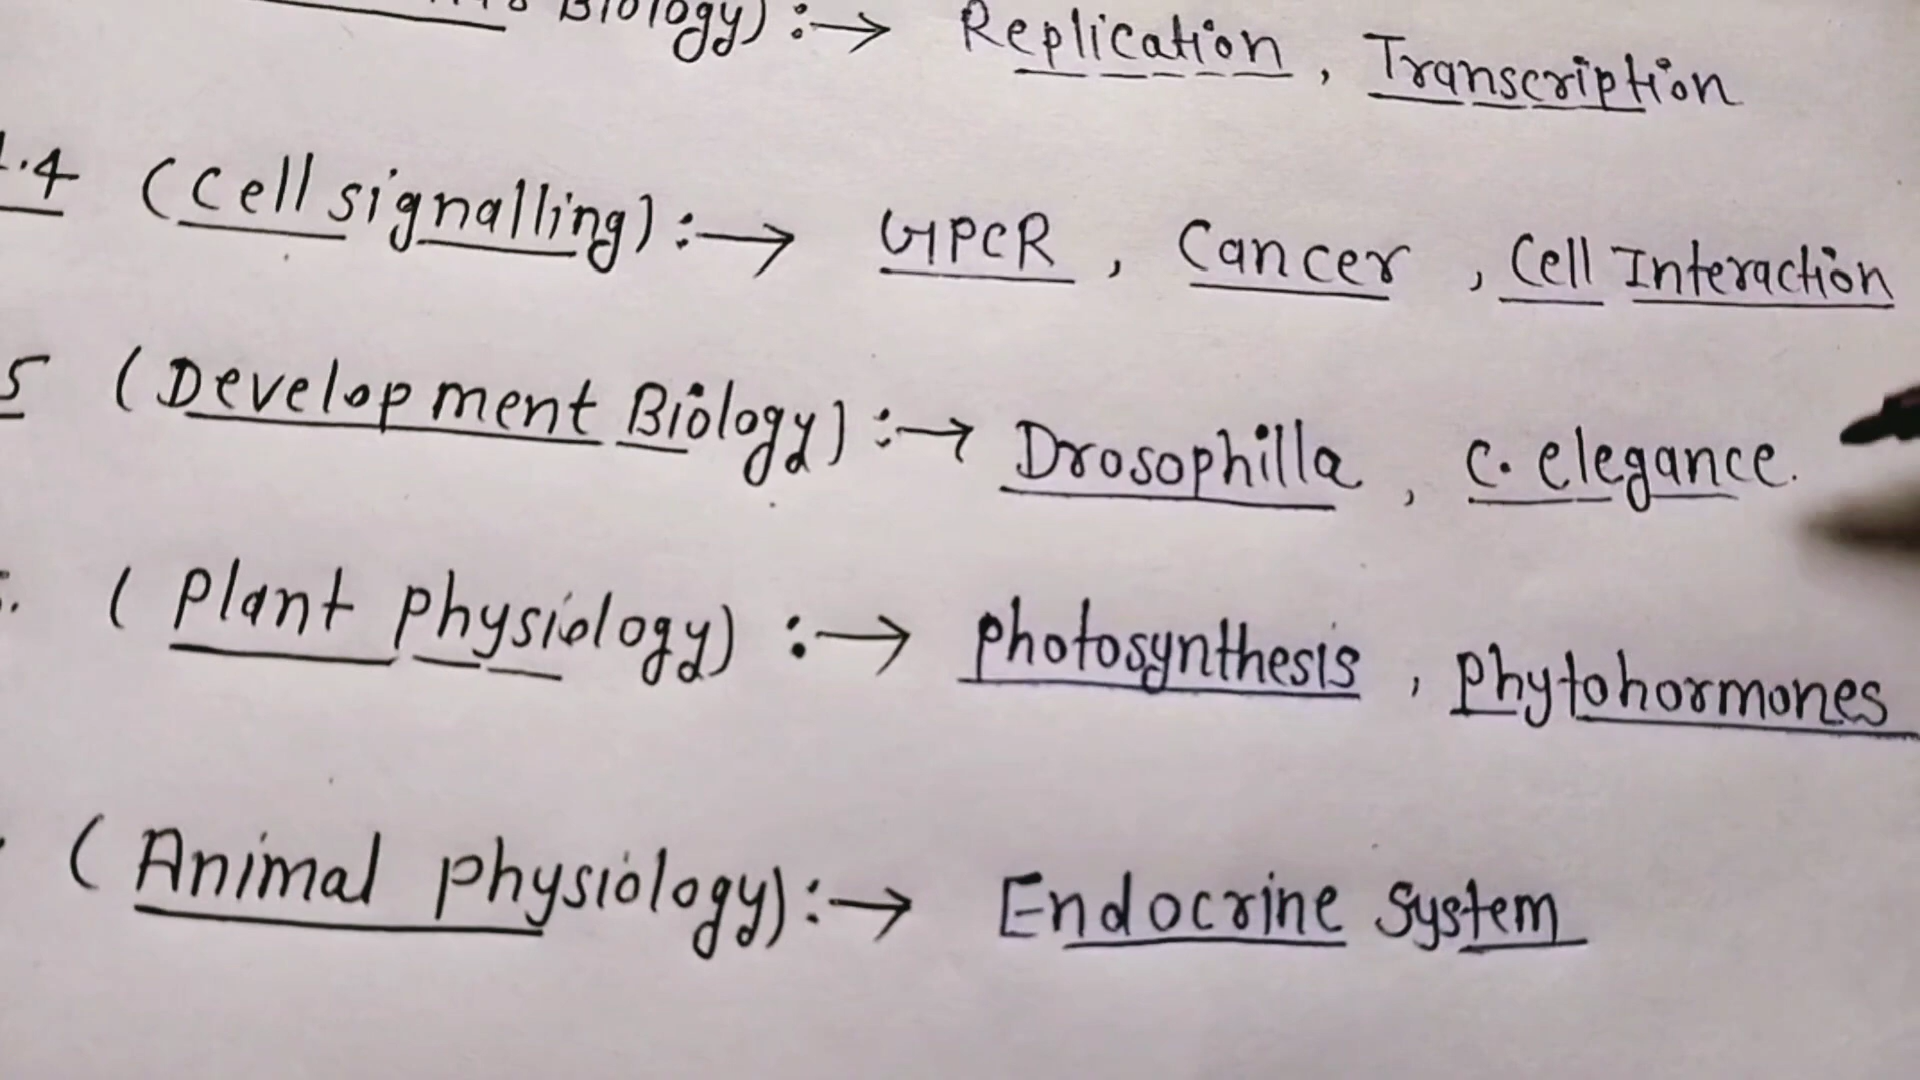 Biology) :→ Replication, Transcription
.4 (Cell signalling) :→ GPCR, Cancer, Cell Interaction
5 (Development Biology) :→ Drosophilla, C. elegance.
(Plant physiology) :→ photosynthesis, Phytohormones
(Animal physiology) :→ Endocrine System